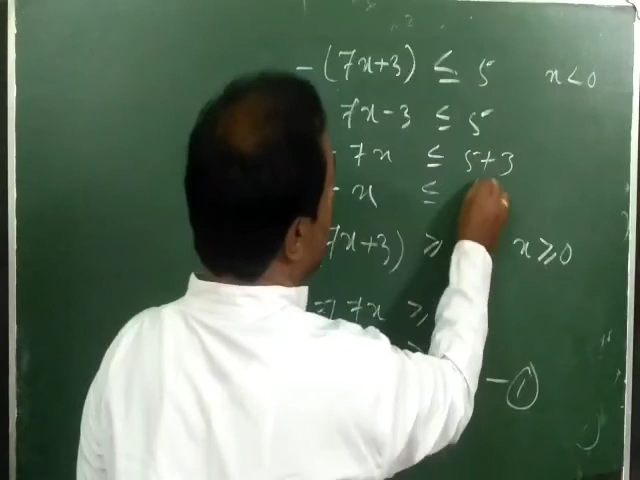 -(7x+3) ≤ 5 x<0
7x-3 ≤ 5
- 7x ≤ 5+3
- x ≤
7x+3) ≥ x≥0
⇒ 7x ≥
≥ - ①